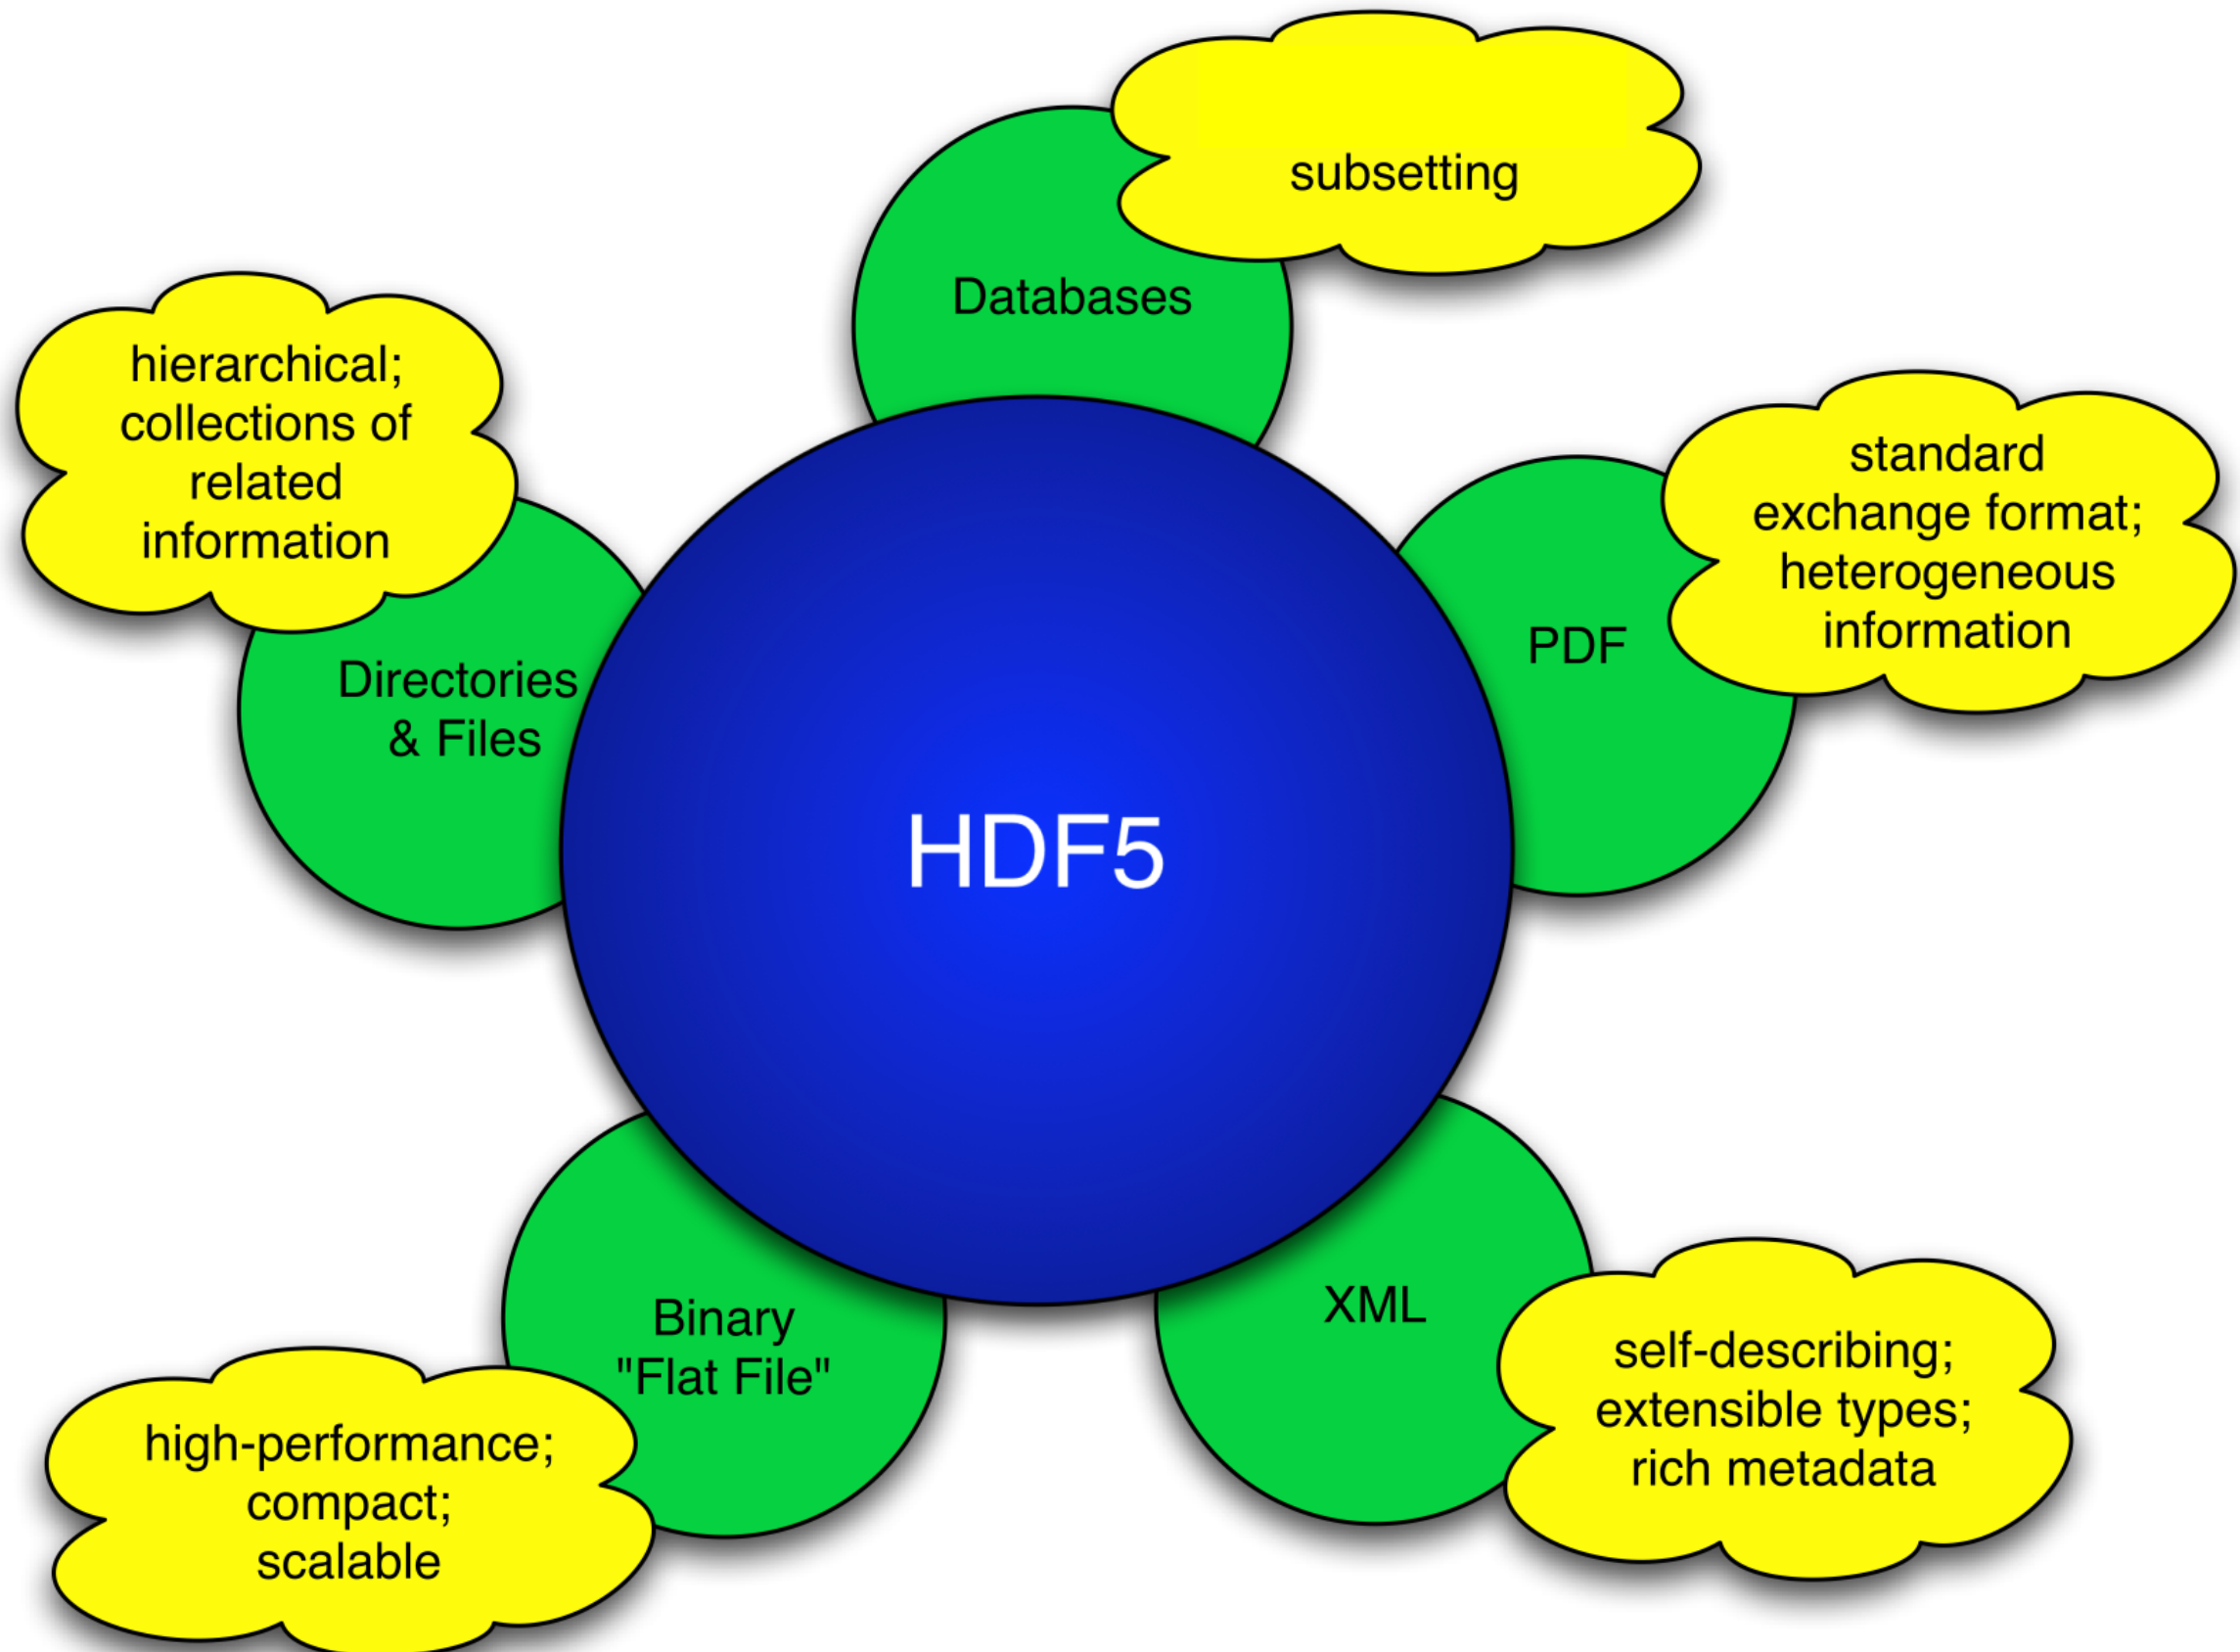 subsetting
Databases
hierarchical;
collections of
related
information
standard
exchange format;
heterogeneous
information
PDF
Directories
& Files
HDF5
Binary
"Flat File"
XML
high-performance;
compact;
scalable
self-describing;
extensible types;
rich metadata